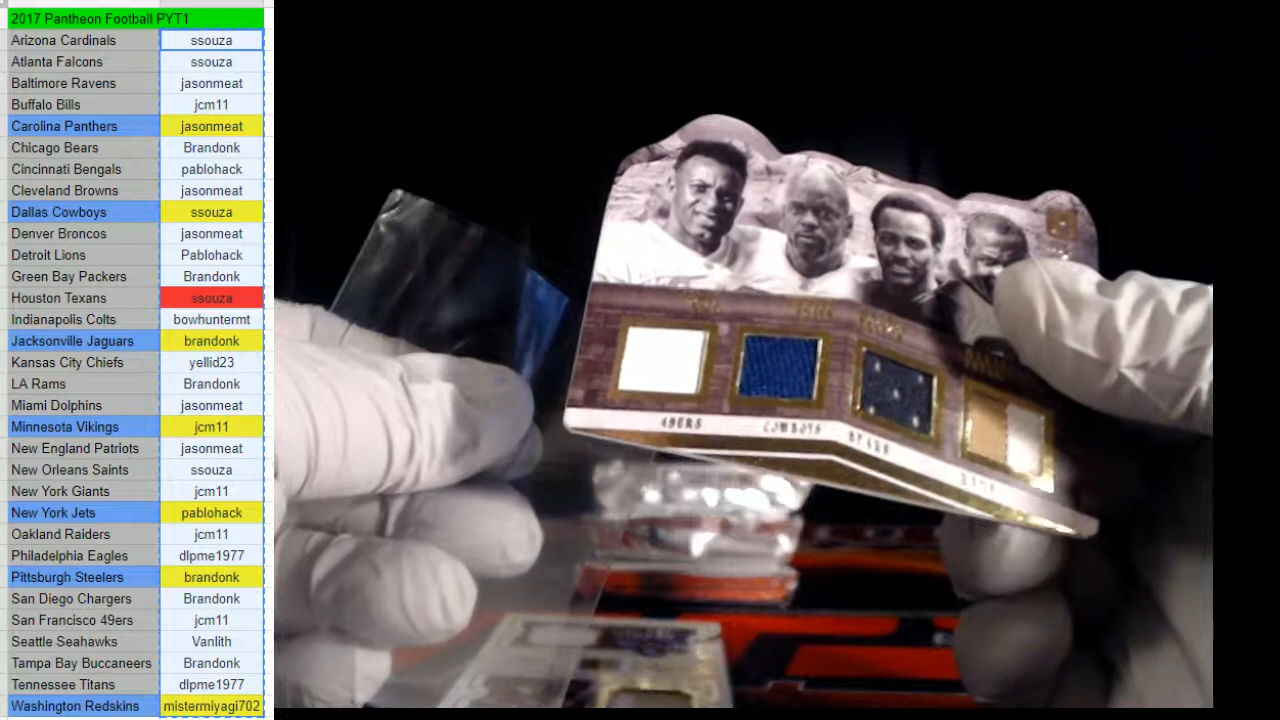 2017 Pantheon Football PYT1
Arizona Cardinals ssouza
Atlanta Falcons ssouza
Baltimore Ravens jasonmeat
Buffalo Bills jcm11
Carolina Panthers jasonmeat
Chicago Bears Brandonk
Cincinnati Bengals pablohack
Cleveland Browns jasonmeat
Dallas Cowboys ssouza
Denver Broncos jasonmeat
Detroit Lions Pablohack
Green Bay Packers Brandonk
Houston Texans ssouza
Indianapolis Colts bowhuntermt
Jacksonville Jaguars brandonk
Kansas City Chiefs yellid23
LA Rams Brandonk
Miami Dolphins jasonmeat
Minnesota Vikings jcm11
New England Patriots jasonmeat
New Orleans Saints ssouza
New York Giants jcm11
New York Jets pablohack
Oakland Raiders jcm11
Philadelphia Eagles dlpme1977
Pittsburgh Steelers brandonk
San Diego Chargers Brandonk
San Francisco 49ers jcm11
Seattle Seahawks Vanlith
Tampa Bay Buccaneers Brandonk
Tennessee Titans dlpme1977
Washington Redskins mistermiyagi702
49ERS
COWBOYS
BEARS